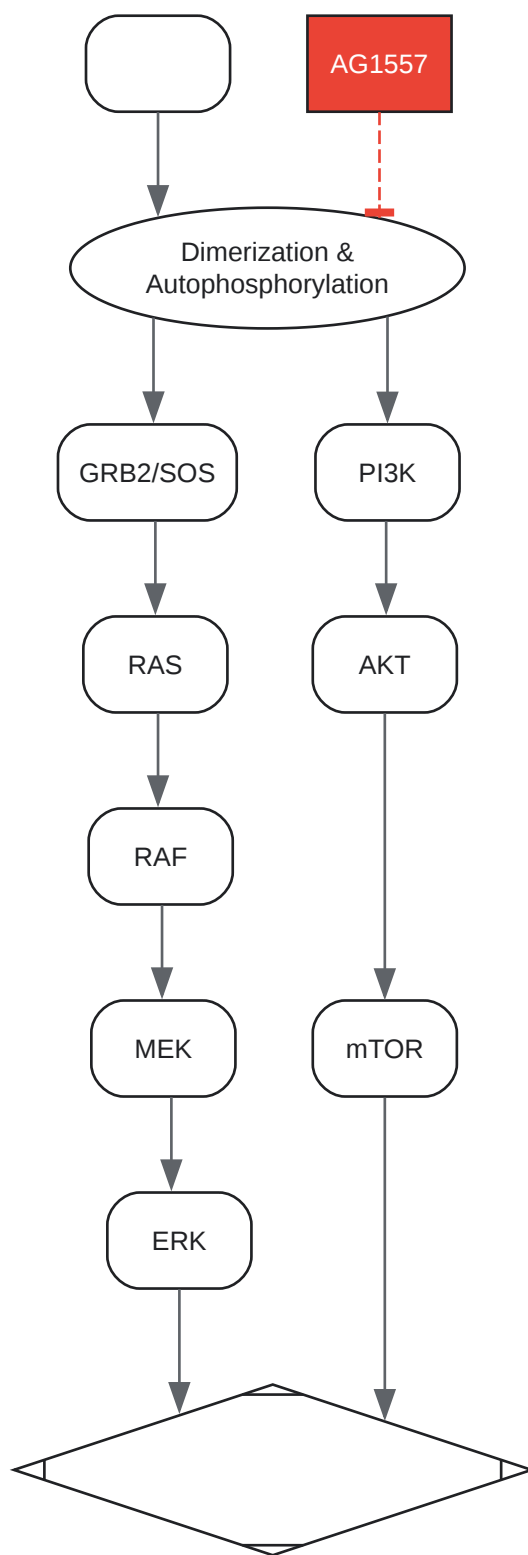 AG1557
Dimerization &
Autophosphorylation
GRB2/SOS
PI3K
RAS
AKT
RAF
MEK
mTOR
ERK